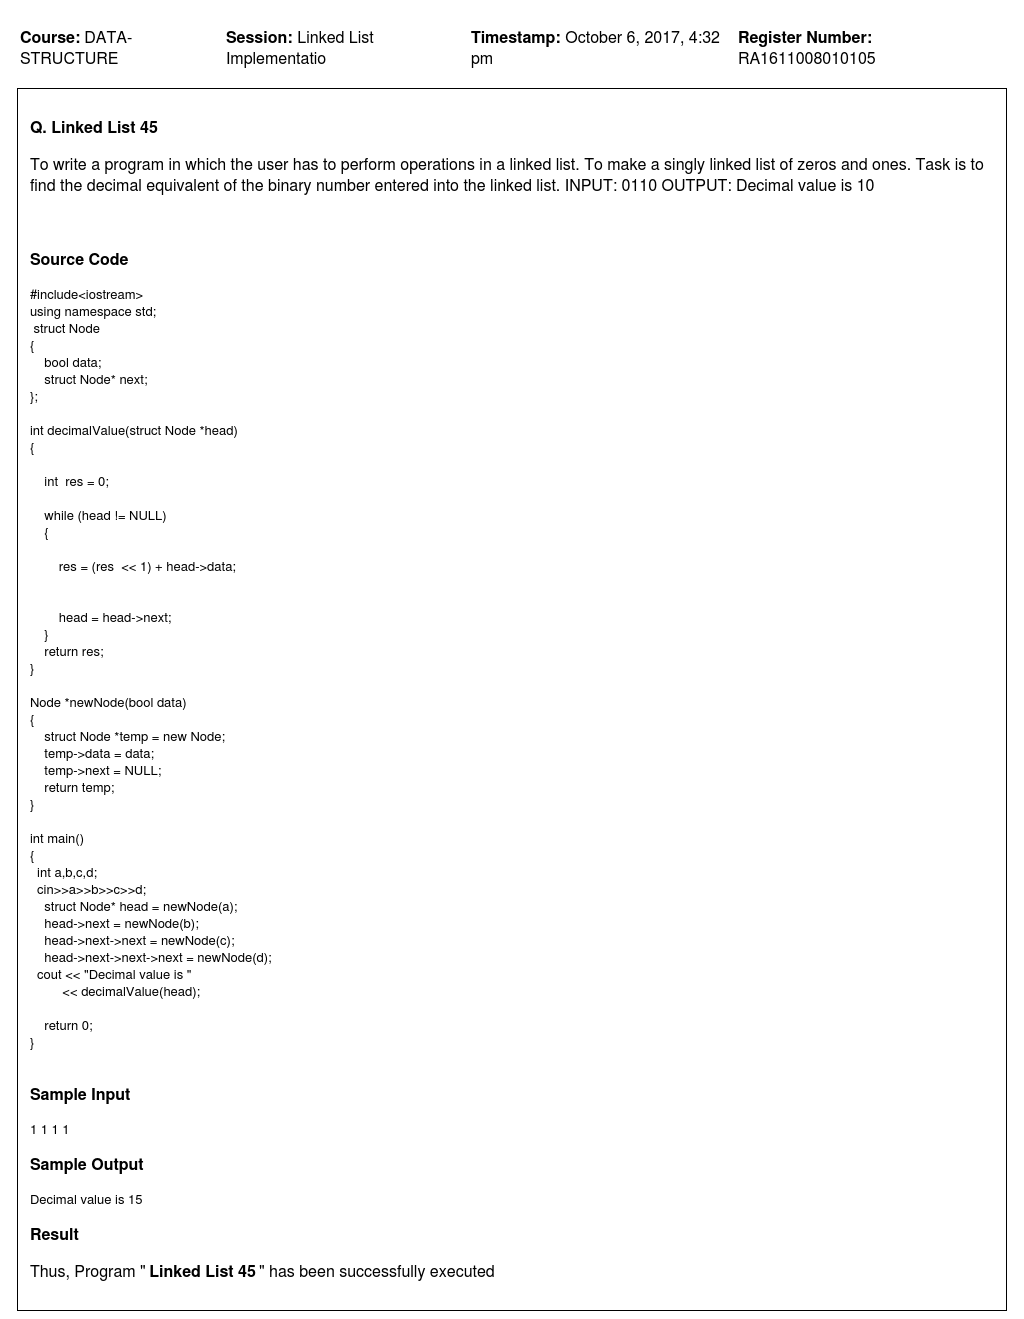 Course: DATA-STRUCTURE
Session: Linked List Implementatio
Timestamp: October 6, 2017, 4:32 pm
Register Number: RA1611008010105
Q. Linked List 45
To write a program in which the user has to perform operations in a linked list. To make a singly linked list of zeros and ones. Task is to
find the decimal equivalent of the binary number entered into the linked list. INPUT: 0110 OUTPUT: Decimal value is 10
Source Code
#include<iostream>
using namespace std;
 struct Node
{
    bool data;
    struct Node* next;
};

int decimalValue(struct Node *head)
{

    int  res = 0;

    while (head != NULL)
    {

        res = (res  << 1) + head->data;


        head = head->next;
    }
    return res;
}

Node *newNode(bool data)
{
    struct Node *temp = new Node;
    temp->data = data;
    temp->next = NULL;
    return temp;
}

int main()
{
  int a,b,c,d;
  cin>>a>>b>>c>>d;
    struct Node* head = newNode(a);
    head->next = newNode(b);
    head->next->next = newNode(c);
    head->next->next->next = newNode(d);
  cout << "Decimal value is "
         << decimalValue(head);

    return 0;
}
Sample Input
1 1 1 1
Sample Output
Decimal value is 15
Result
Thus, Program " Linked List 45 " has been successfully executed